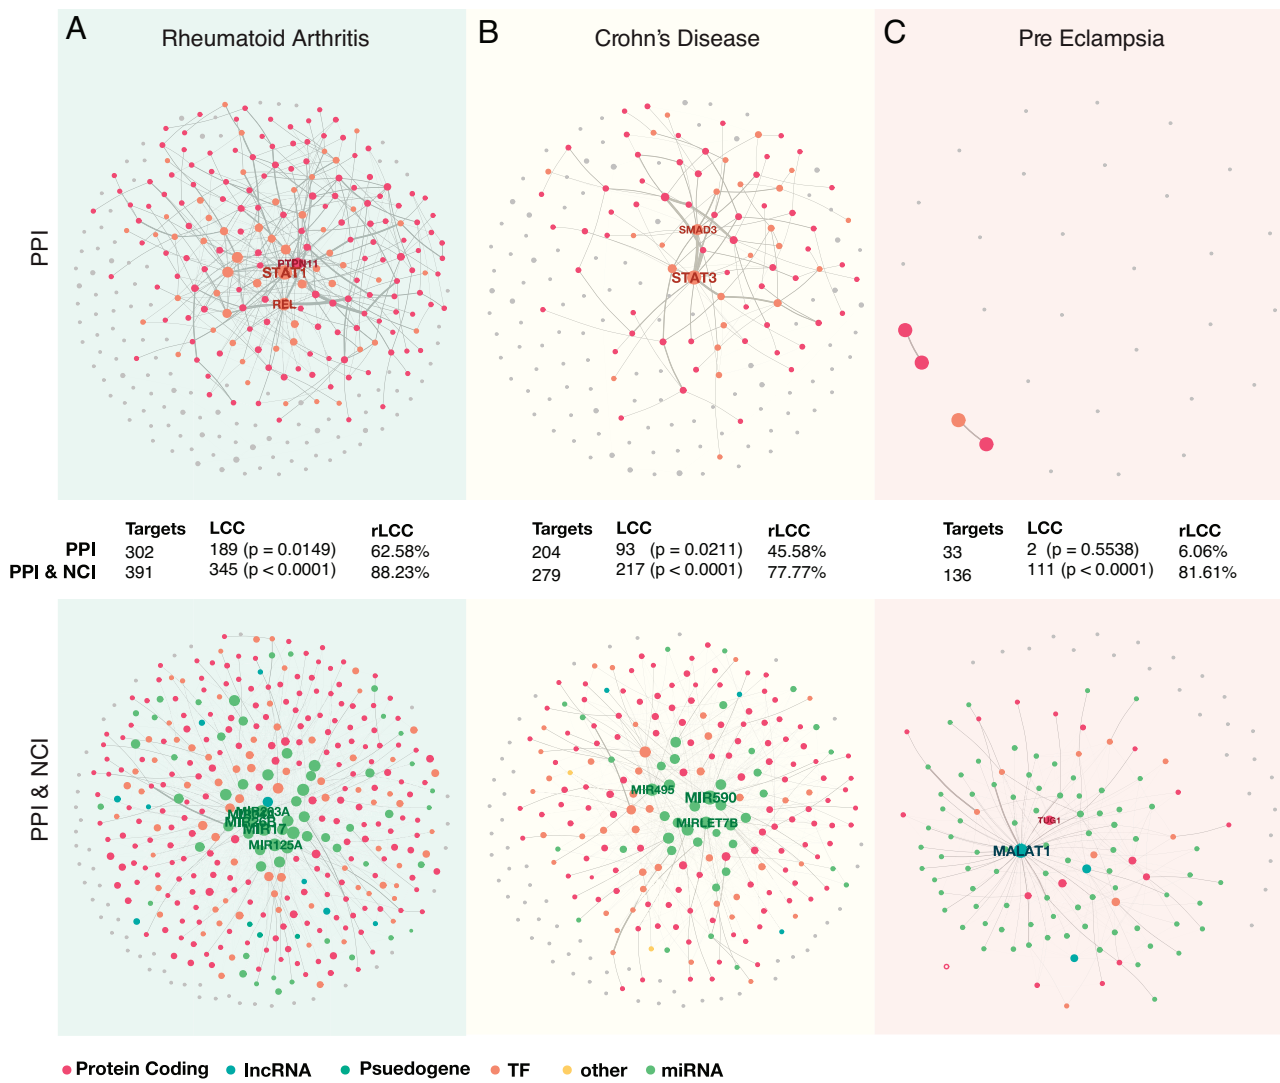 A
Rheumatoid Arthritis
B
Crohn's Disease
C
Pre Eclampsia
PPI
PTPN11
STAT1
REL
SMAD3
STAT3
Targets LCC rLCC
PPI 302 189 (p = 0.0149) 62.58%
PPI & NCI 391 345 (p < 0.0001) 88.23%
Targets LCC rLCC
204 93 (p = 0.0211) 45.58%
279 217 (p < 0.0001) 77.77%
Targets LCC rLCC
33 2 (p = 0.5538) 6.06%
136 111 (p < 0.0001) 81.61%
PPI & NCI
MIR26B
MIR17
MIR125A
MIR495
MIR590
MIRLET7B
TUG1
MALAT1
Protein Coding lncRNA Psuedogene TF other miRNA